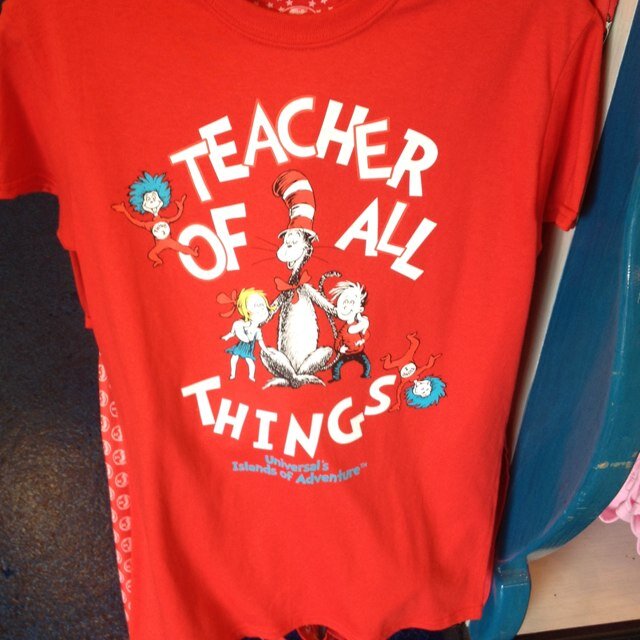 TEACHER
OF ALL
THINGS
Universal's
Islands of Adventure™